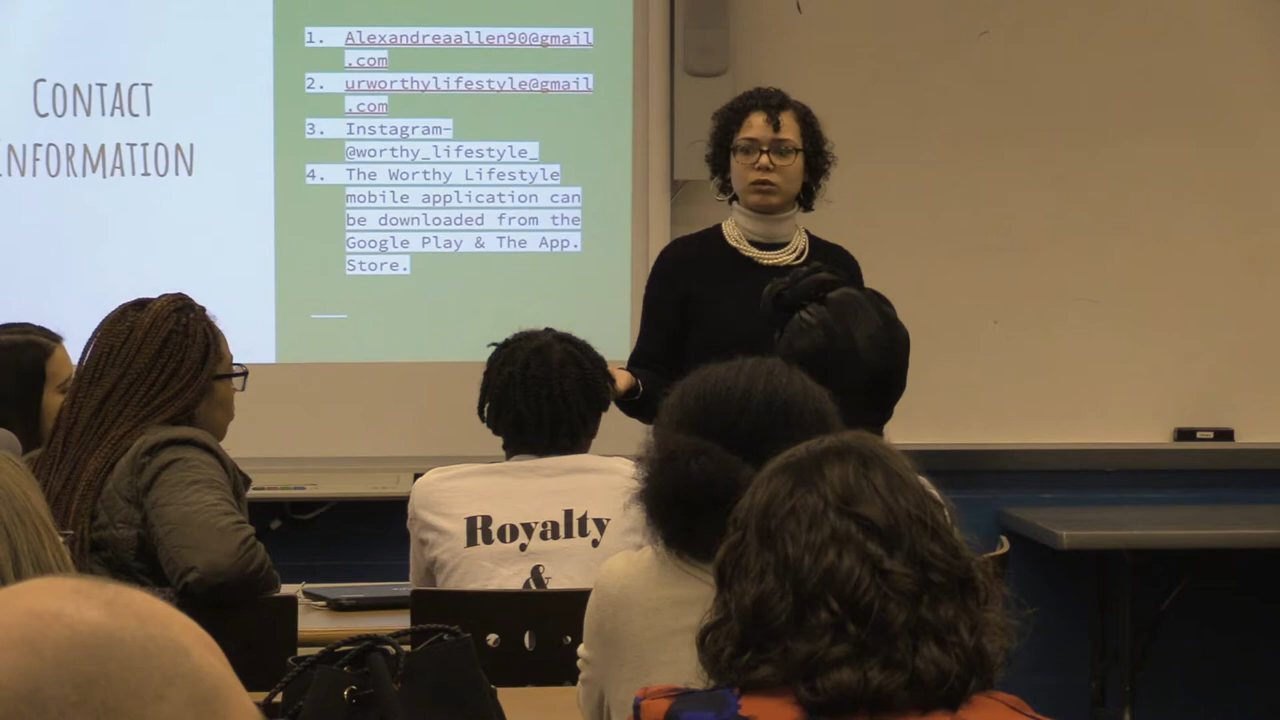 CONTACT
INFORMATION
1. Alexandreaallen90@gmail
.com
2. urworthylifestyle@gmail
.com
3. Instagram-
@worthy_lifestyle_
4. The Worthy Lifestyle
mobile application can
be downloaded from the
Google Play & The App.
Store.
Royalty
&